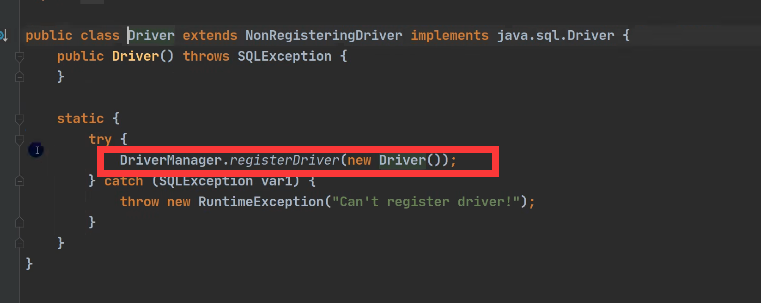 public class Driver extends NonRegisteringDriver implements java.sql.Driver {
    public Driver() throws SQLException {
    }
    static {
        try {
            DriverManager.registerDriver(new Driver());
        } catch (SQLException var1) {
            throw new RuntimeException("Can't register driver!");
        }
    }
}